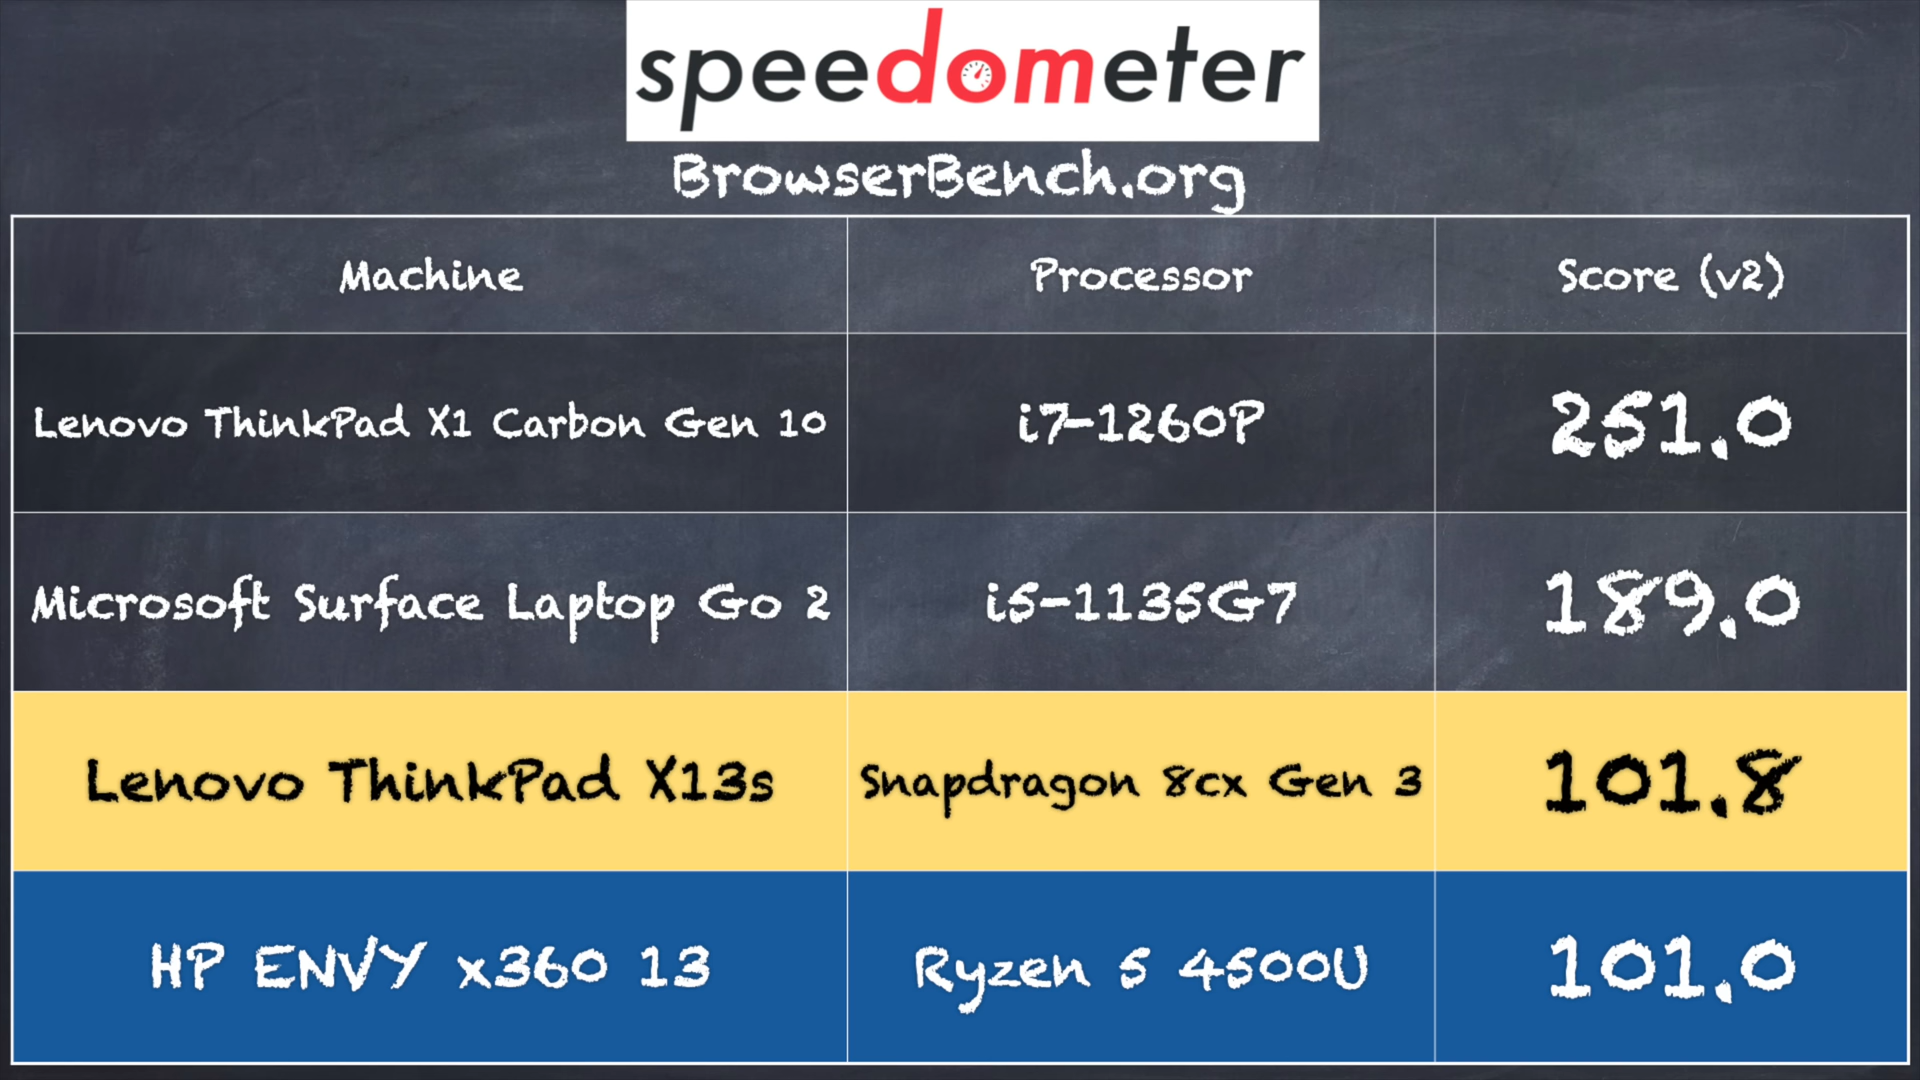 speedometer
BrowserBench.org
Machine Processor Score (v2)
Lenovo ThinkPad X1 Carbon Gen 10 i7-1260P 251.0
Microsoft Surface Laptop Go 2 i5-1135G7 189.0
Lenovo ThinkPad X13s Snapdragon 8cx Gen 3 101.8
HP ENVY x360 13 Ryzen 5 4500U 101.0